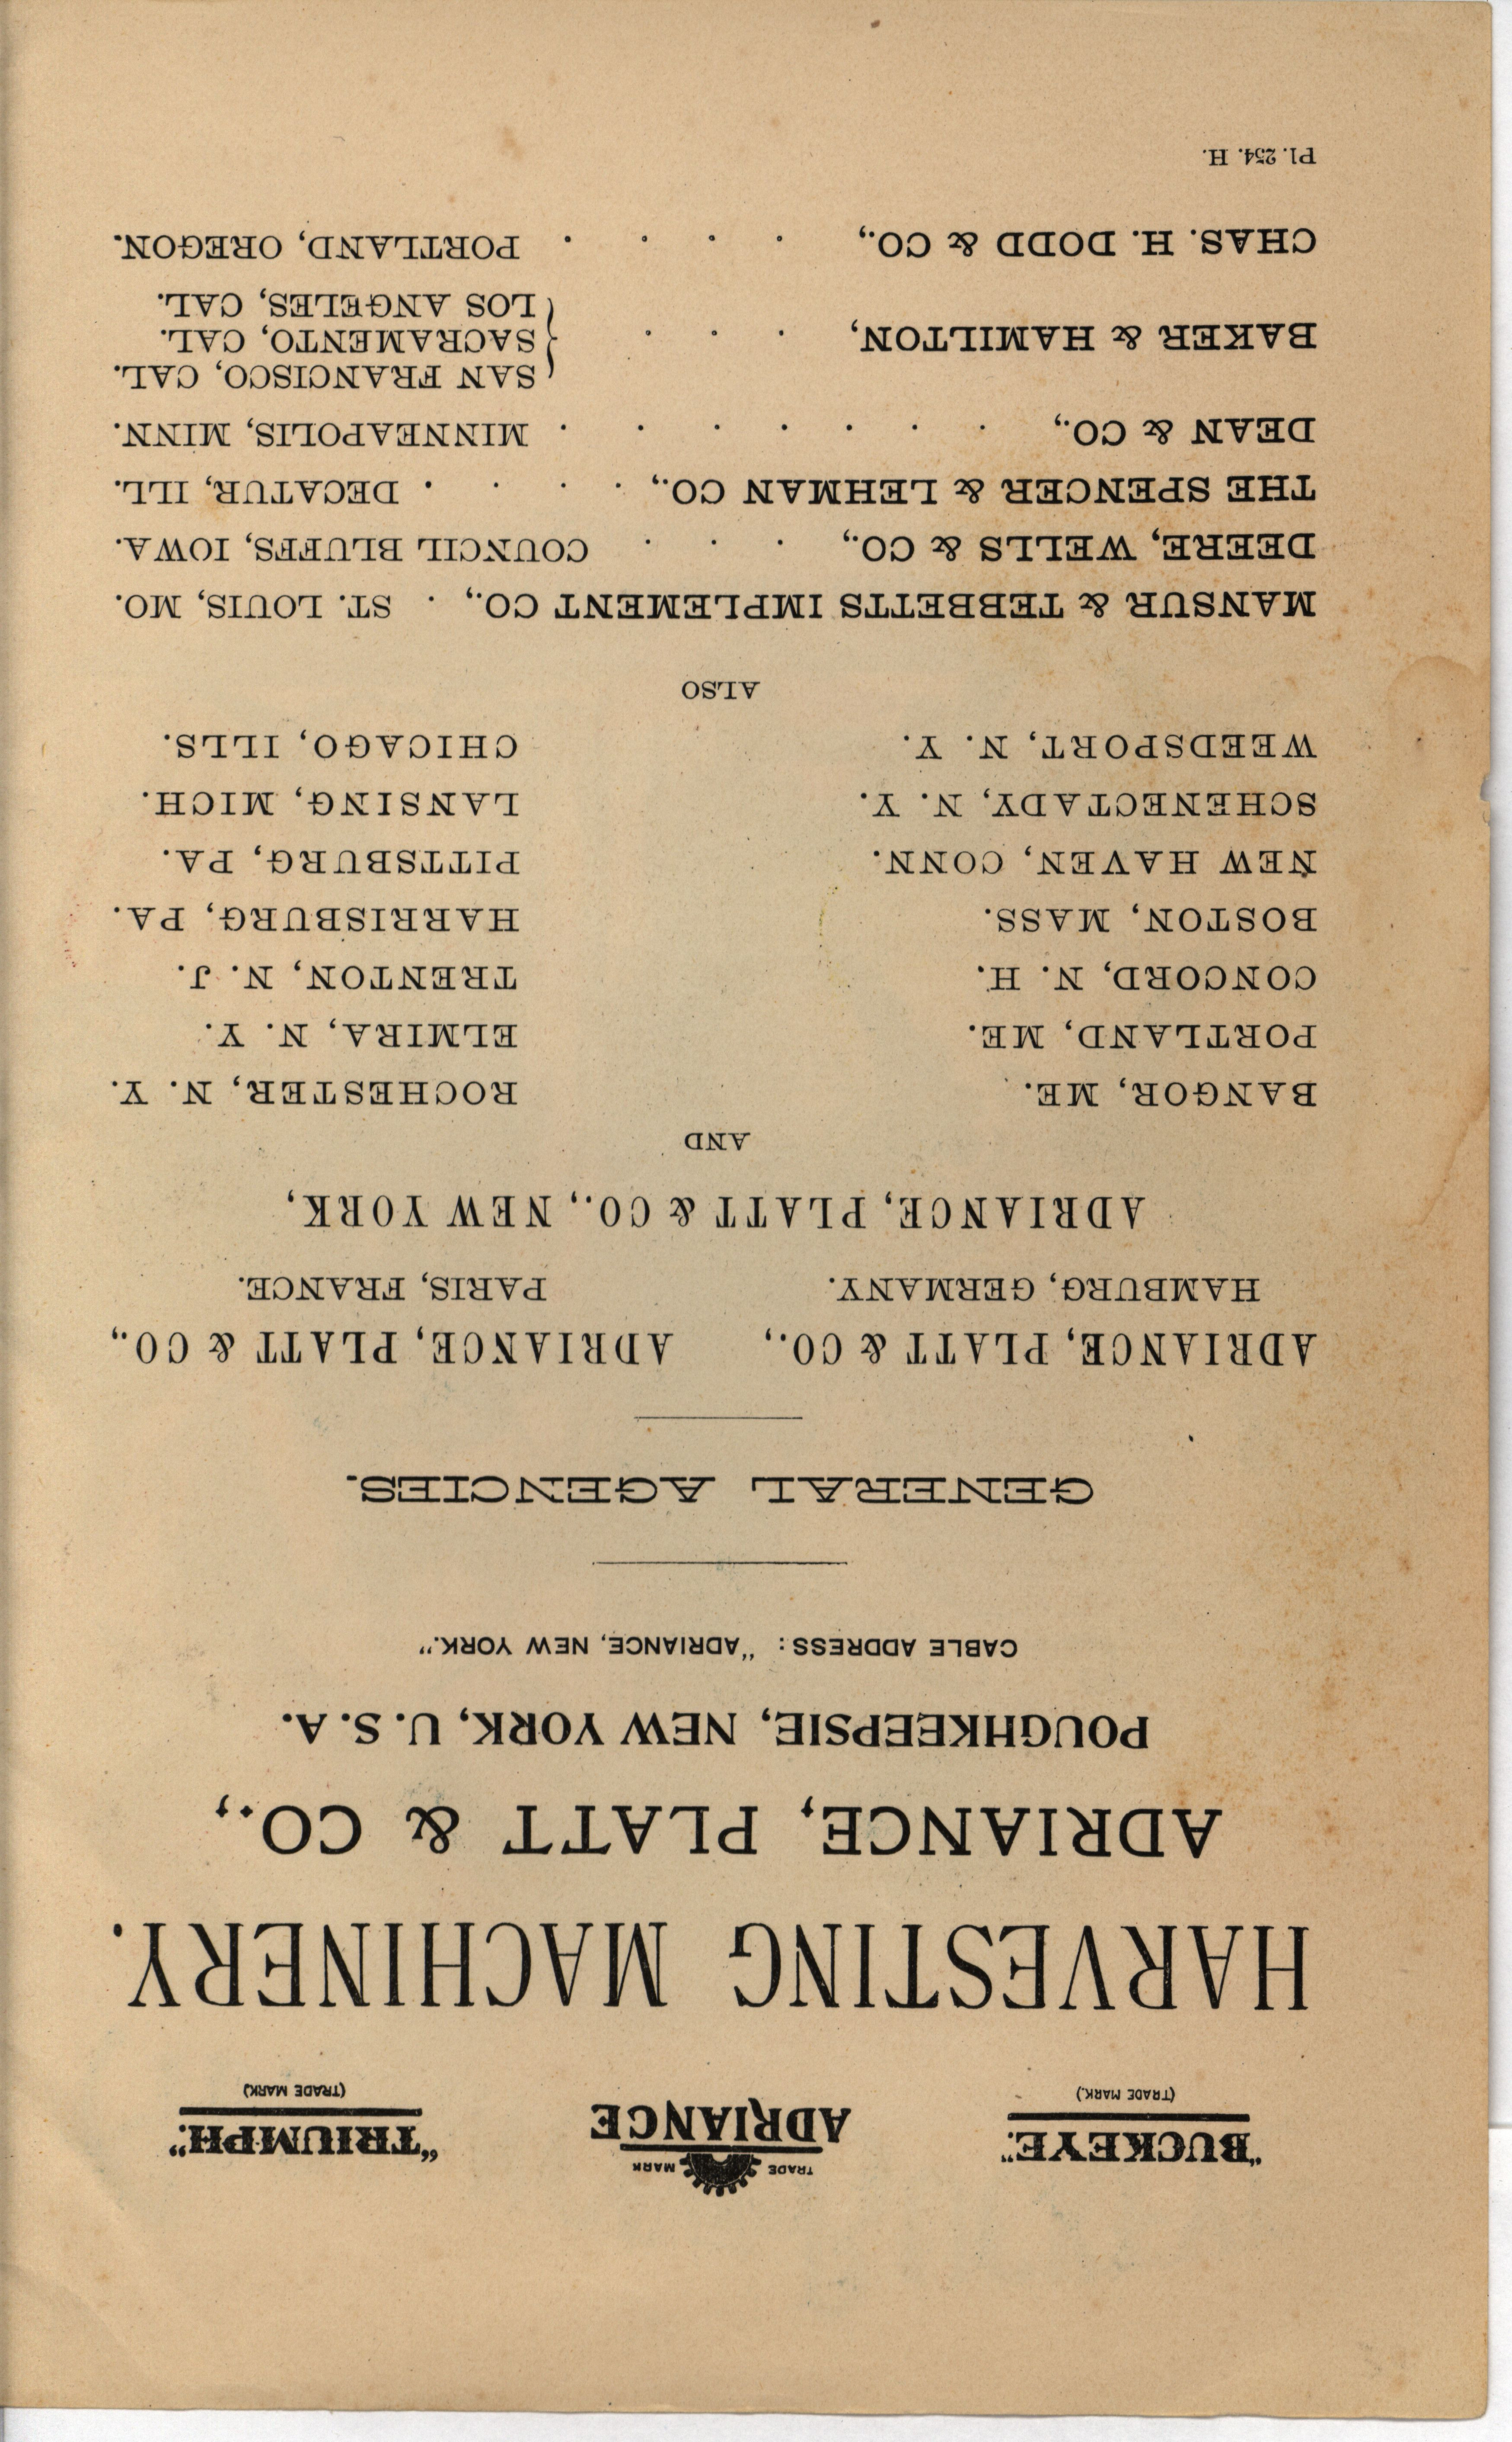 "BUCKEYE."
(TRADE MARK.)
TRADE MARK
ADRIANCE
"TRIUMPH."
(TRADE MARK)
HARVESTING MACHINERY.
ADRIANCE, PLATT & CO.,
POUGHKEEPSIE, NEW YORK, U. S. A.
CABLE ADDRESS: "ADRIANCE, NEW YORK."
GENERAL AGENCIES.
ADRIANCE, PLATT & CO., ADRIANCE, PLATT & CO.,
HAMBURG, GERMANY. PARIS, FRANCE.
ADRIANCE, PLATT & CO., NEW YORK,
AND
BANGOR, ME. ROCHESTER, N. Y.
PORTLAND, ME. ELMIRA, N. Y.
CONCORD, N. H. TRENTON, N. J.
BOSTON, MASS. HARRISBURG, PA.
NEW HAVEN, CONN. PITTSBURG, PA.
SCHENECTADY, N. Y. LANSING, MICH.
WEEDSPORT, N. Y. CHICAGO, ILLS.
ALSO
MANSUR & TEBBETTS IMPLEMENT CO., . ST. LOUIS, MO.
DEERE, WELLS & CO., . . . COUNCIL BLUFFS, IOWA.
THE SPENCER & LEHMAN CO., . . . . DECATUR, ILL.
DEAN & CO., . . . . . . . MINNEAPOLIS, MINN.
BAKER & HAMILTON, . . . { SAN FRANCISCO, CAL.
SACRAMENTO, CAL.
LOS ANGELES, CAL.
CHAS. H. DODD & CO., . . . . PORTLAND, OREGON.
Pl. 254. H.